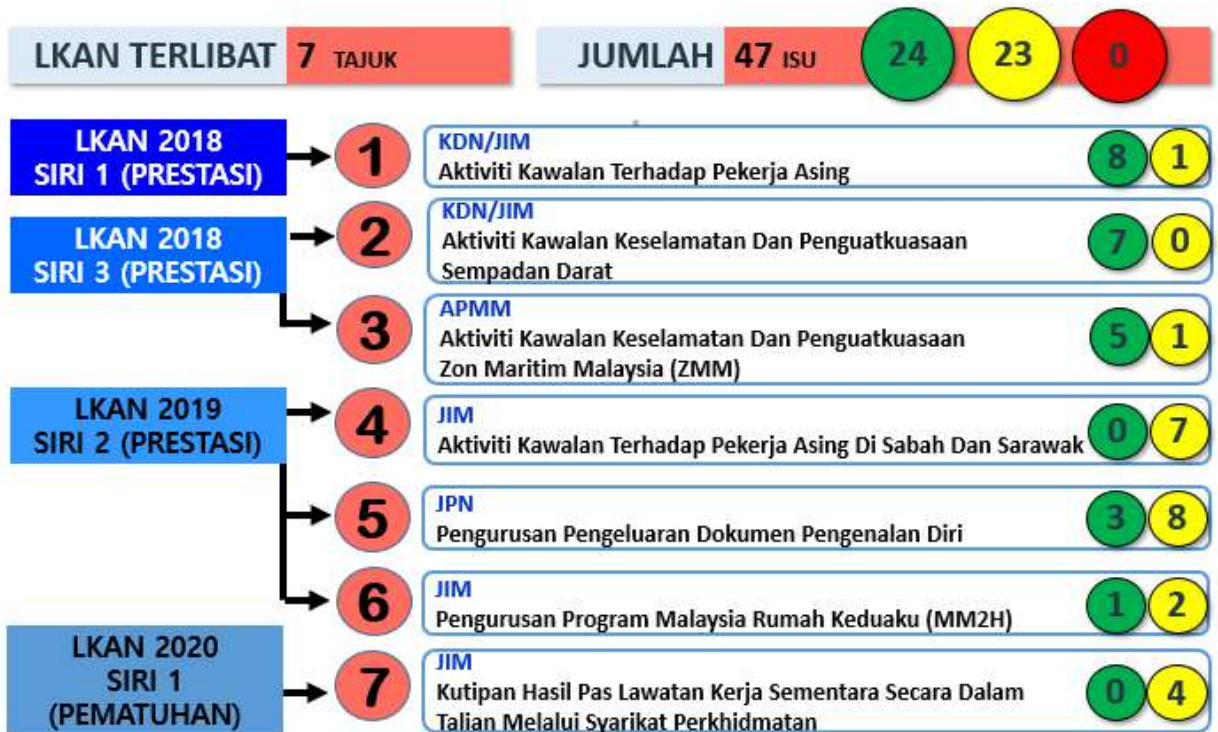 LKAN TERLIBAT 7 TAJUK
JUMLAH 47 ISU 24 23 0
LKAN 2018
SIRI 1 (PRESTASI)
1
KDN/JIM
Aktiviti Kawalan Terhadap Pekerja Asing
8 1
LKAN 2018
SIRI 3 (PRESTASI)
2
KDN/JIM
Aktiviti Kawalan Keselamatan Dan Penguatkuasaan
Sempadan Darat
7 0
3
APMM
Aktiviti Kawalan Keselamatan Dan Penguatkuasaan
Zon Maritim Malaysia (ZMM)
5 1
LKAN 2019
SIRI 2 (PRESTASI)
4
JIM
Aktiviti Kawalan Terhadap Pekerja Asing Di Sabah Dan Sarawak
0 7
5
JPN
Pengurusan Pengeluaran Dokumen Pengenalan Diri
3 8
6
JIM
Pengurusan Program Malaysia Rumah Keduaku (MM2H)
1 2
LKAN 2020
SIRI 1
(PEMATUHAN)
7
JIM
Kutipan Hasil Pas Lawatan Kerja Sementara Secara Dalam
Talian Melalui Syarikat Perkhidmatan
0 4